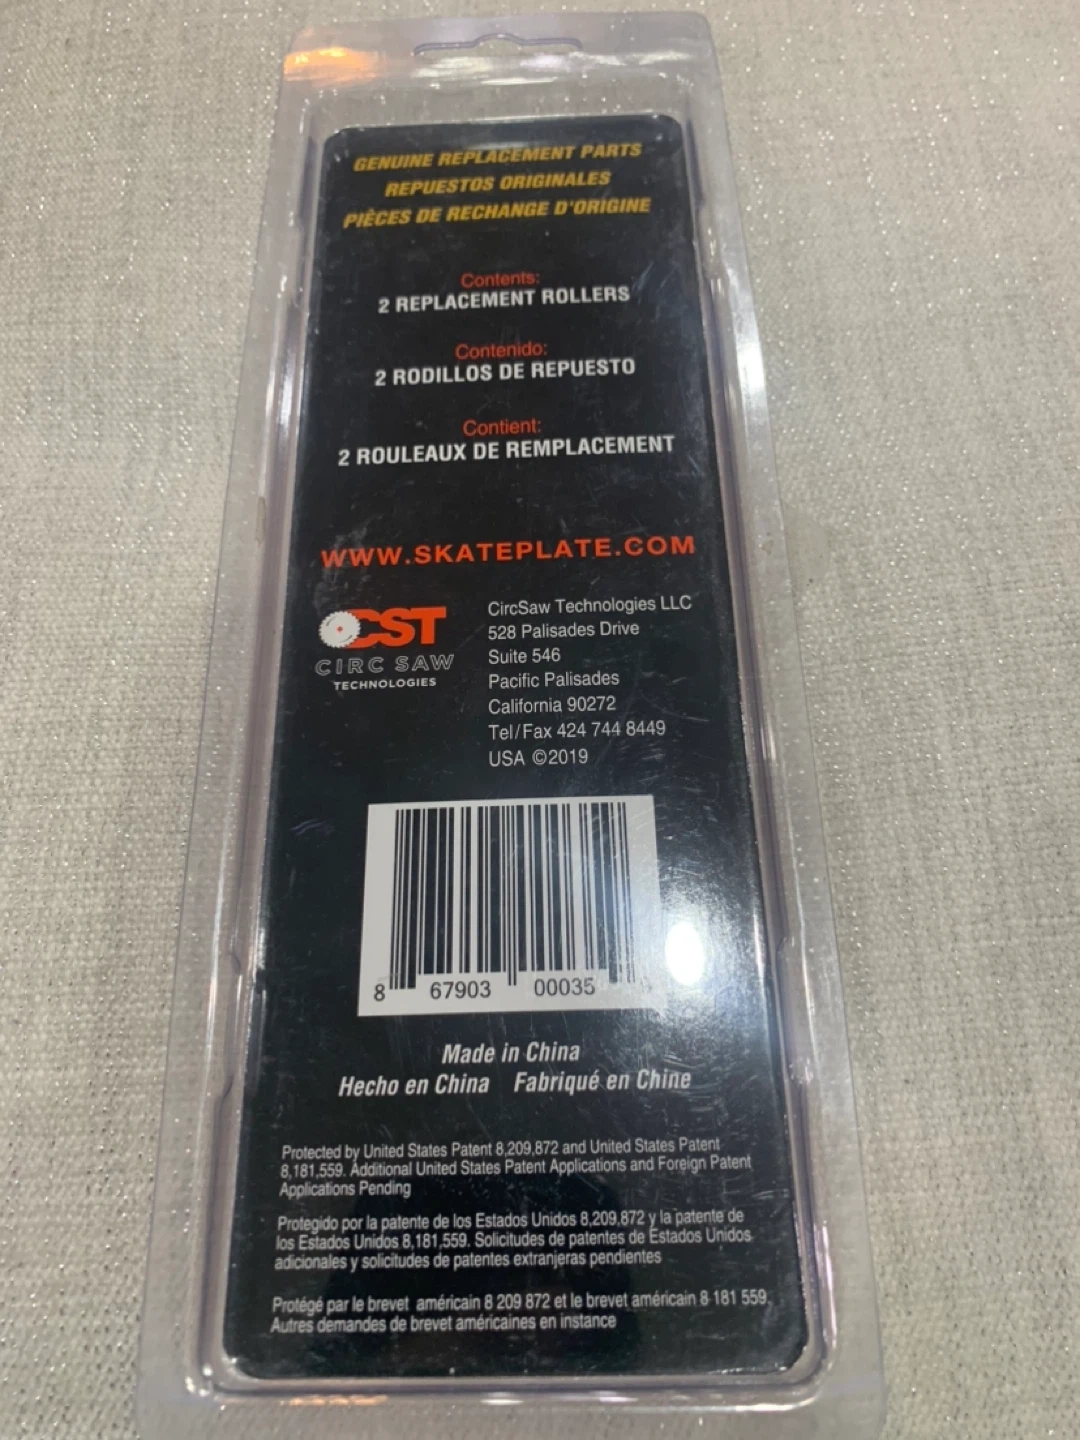 GENUINE REPLACEMENT PARTS
REPUESTOS ORIGINALES
PIÈCES DE RECHANGE D'ORIGINE
Contents:
2 REPLACEMENT ROLLERS
Contenido:
2 RODILLOS DE REPUESTO
Contient:
2 ROULEAUX DE REMPLACEMENT
WWW.SKATEPLATE.COM
CST
CIRC SAW
TECHNOLOGIES
CircSaw Technologies LLC
528 Palisades Drive
Suite 546
Pacific Palisades
California 90272
Tel/Fax 424 744 8449
USA ©2019
8 67903 00035
Made in China
Hecho en China Fabriqué en Chine
Protected by United States Patent 8,209,872 and United States Patent
8,181,559. Additional United States Patent Applications and Foreign Patent
Applications Pending
Protegido por la patente de los Estados Unidos 8,209,872 y la patente de
los Estados Unidos 8,181,559. Solicitudes de patentes de Estados Unidos
adicionales y solicitudes de patentes extranjeras pendientes
Protégé par le brevet américain 8 209 872 et le brevet américain 8 181 559.
Autres demandes de brevet américaines en instance